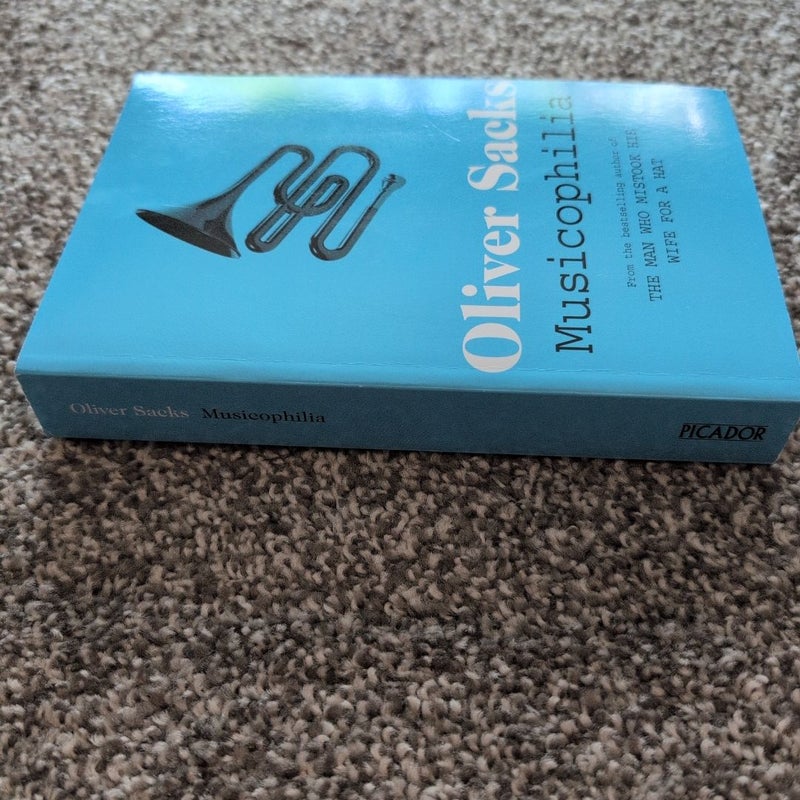 Oliver Sacks
Musicophilia
From the bestselling author of
THE MAN WHO MISTOOK HIS
WIFE FOR A HAT
Oliver Sacks Musicophilia PICADOR